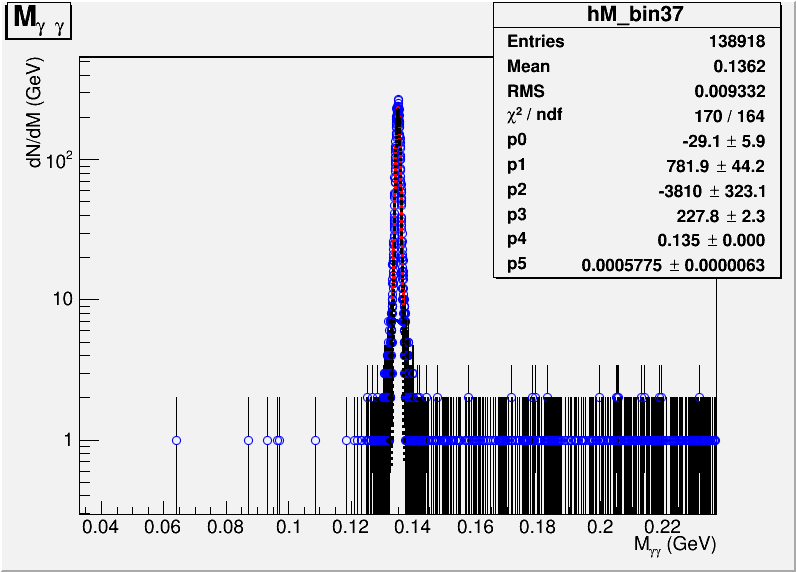 M γ γ
hM_bin37
Entries 138918
Mean 0.1362
RMS 0.009332
χ² / ndf 170 / 164
p0 -29.1 ± 5.9
p1 781.9 ± 44.2
p2 -3810 ± 323.1
p3 227.8 ± 2.3
p4 0.135 ± 0.000
p5 0.0005775 ± 0.0000063
dN/dM (GeV)
10²
10
1
0.04 0.06 0.08 0.1 0.12 0.14 0.16 0.18 0.2 0.22
Mγγ (GeV)